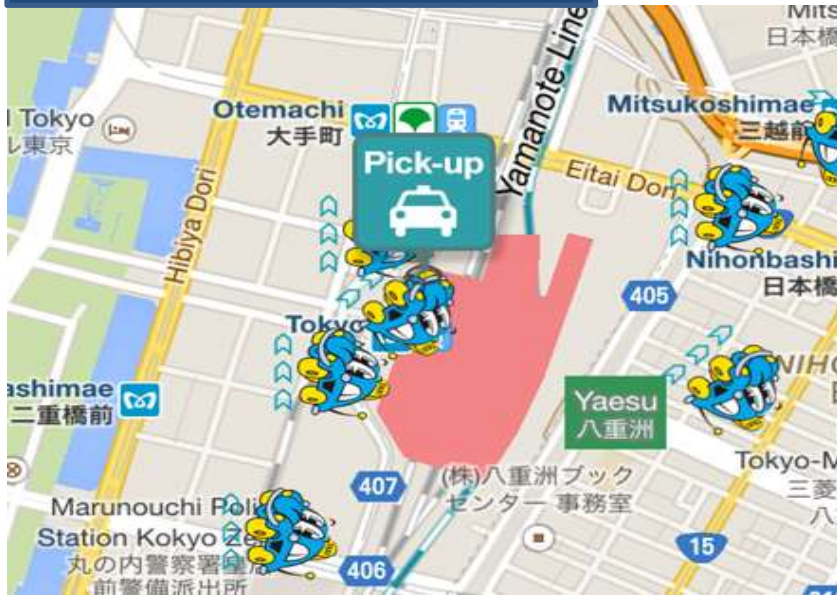 Mits
日本橋
Yamanote Line
Tokyo
ル東京
Otemachi
大手町
Mitsukoshimae
三越前
Pick-up
Eitai Dori
Hibiya Dori
Nihonbashi
日本橋
405
Tokyo
NIHO
ashimae
二重橋前
Yaesu
八重洲
Tokyo-M
三菱
八
407
(株)八重洲ブック
センター 事務室
Marunouchi Poli
Station Kokyo
丸の内警察署
前警備派出所
406
15